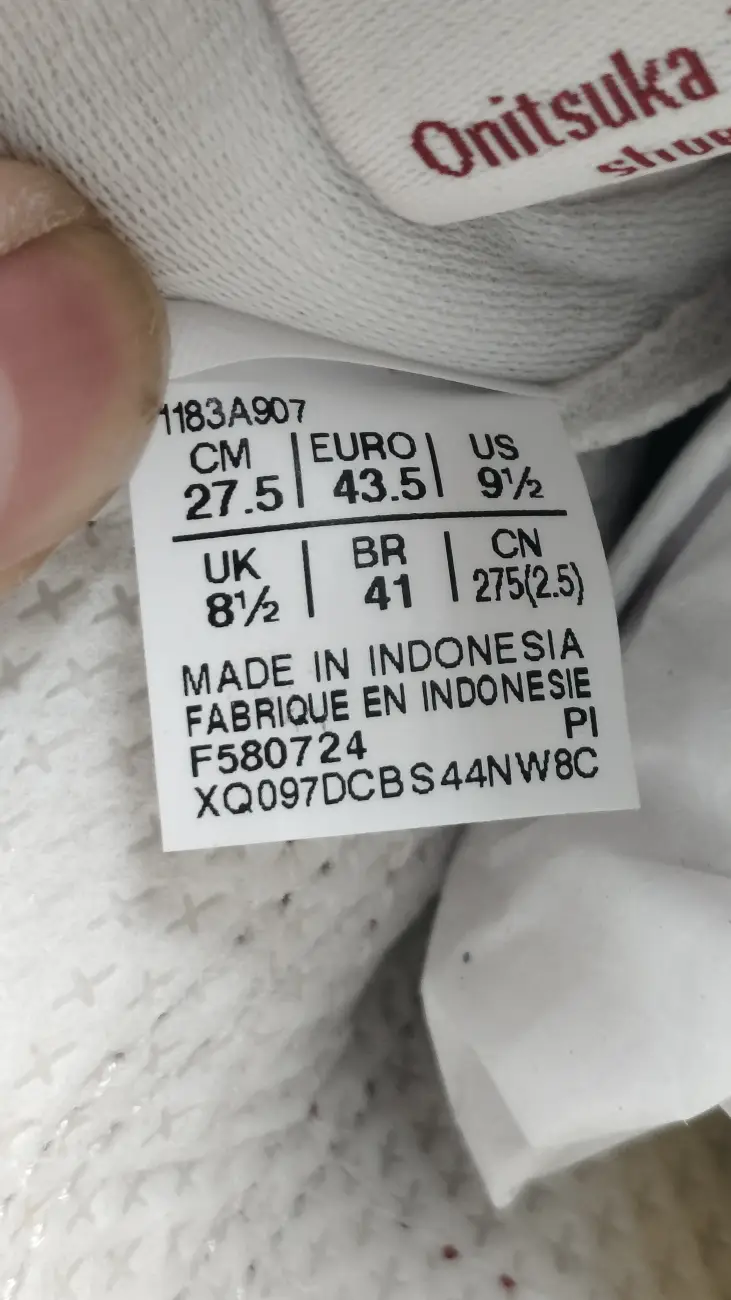 Onitsuka
1183A907
CM | EURO | US
27.5 | 43.5 | 9½
UK | BR | CN
8½ | 41 | 275(2.5)
MADE IN INDONESIA
FABRIQUE EN INDONESIE
PI
F580724
XQ097DCBS44NW8C